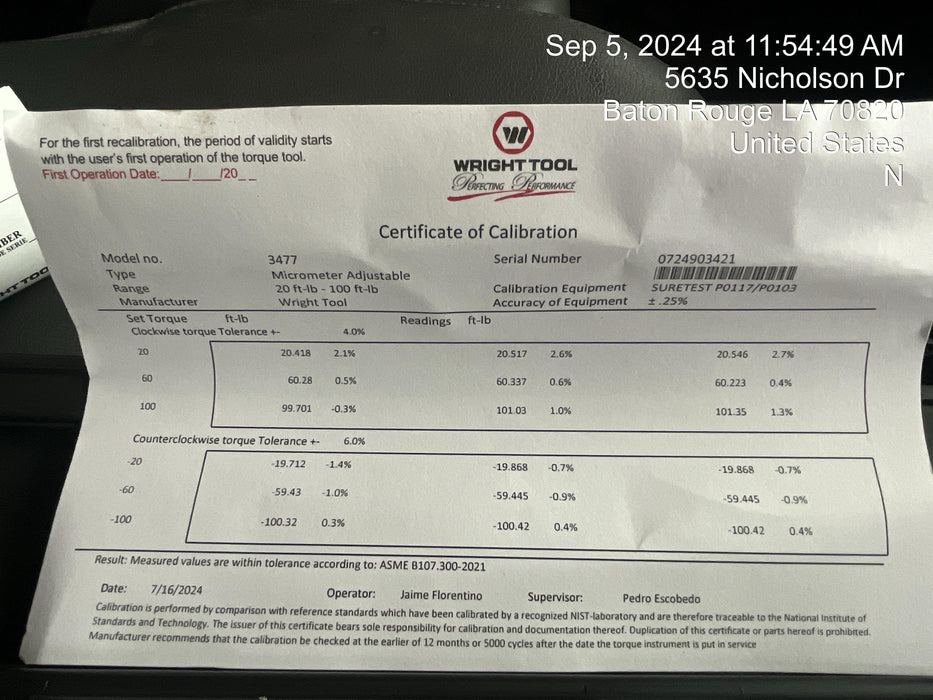 Sep 5, 2024 at 11:54:49 AM
5635 Nicholson Dr
Baton Rouge LA 70820
United States
N
For the first recalibration, the period of validity starts
with the user's first operation of the torque tool.
First Operation Date:___/___/20_ _
W
WRIGHT TOOL
PERFECTING PERFORMANCE
Certificate of Calibration
Model no. 3477 Serial Number 0724903421
Type Micrometer Adjustable
Range 20 ft-lb - 100 ft-lb Calibration Equipment SURETEST P0117/P0103
Manufacturer Wright Tool Accuracy of Equipment ± .25%
Set Torque ft-lb Readings ft-lb
Clockwise torque Tolerance +- 4.0%
20 20.418 2.1% 20.517 2.6% 20.546 2.7%
60 60.28 0.5% 60.337 0.6% 60.223 0.4%
100 99.701 -0.3% 101.03 1.0% 101.35 1.3%
Counterclockwise torque Tolerance +- 6.0%
-20 -19.712 -1.4% -19.868 -0.7% -19.868 -0.7%
-60 -59.43 -1.0% -59.445 -0.9% -59.445 -0.9%
-100 -100.32 0.3% -100.42 0.4% -100.42 0.4%
Result: Measured values are within tolerance according to: ASME B107.300-2021
Date: 7/16/2024 Operator: Jaime Florentino Supervisor: Pedro Escobedo
Calibration is performed by comparison with reference standards which have been calibrated by a recognized NIST-laboratory and are therefore traceable to the National Institute of
Standards and Technology. The issuer of this certificate bears sole responsibility for calibration and documentation thereof. Duplication of this certificate or parts hereof is prohibited.
Manufacturer recommends that the calibration be checked at the earlier of 12 months or 5000 cycles after the date the torque instrument is put in service